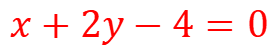 x + 2y − 4 = 0